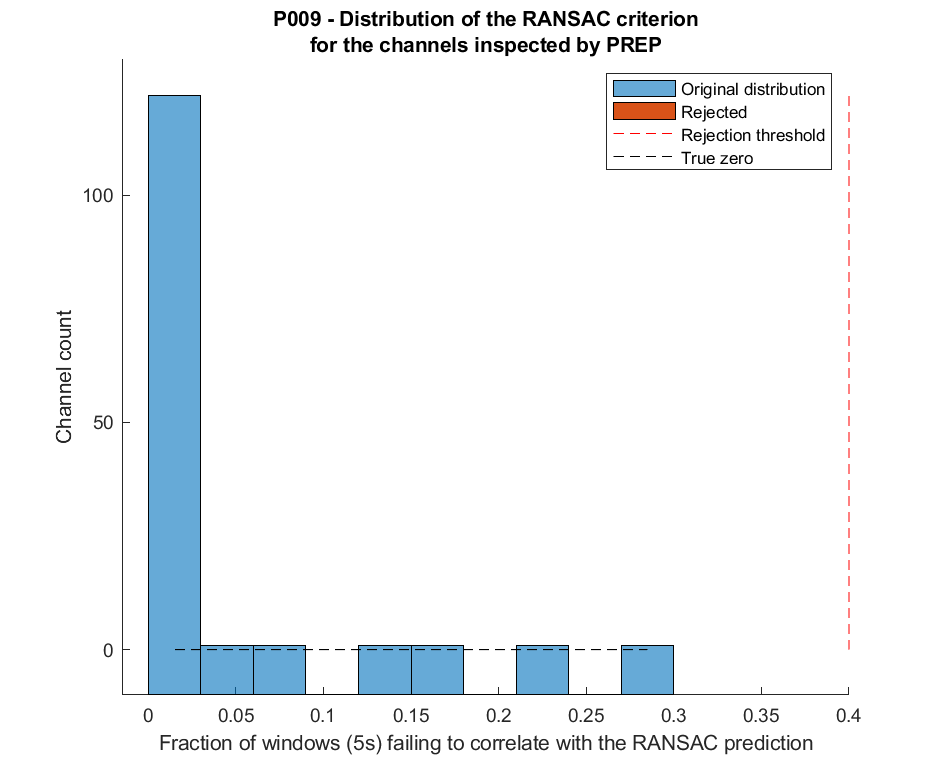 P009 - Distribution of the RANSAC criterion
for the channels inspected by PREP
Original distribution
Rejected
Rejection threshold
True zero
Channel count
100
50
0
0 0.05 0.1 0.15 0.2 0.25 0.3 0.35 0.4
Fraction of windows (5s) failing to correlate with the RANSAC prediction